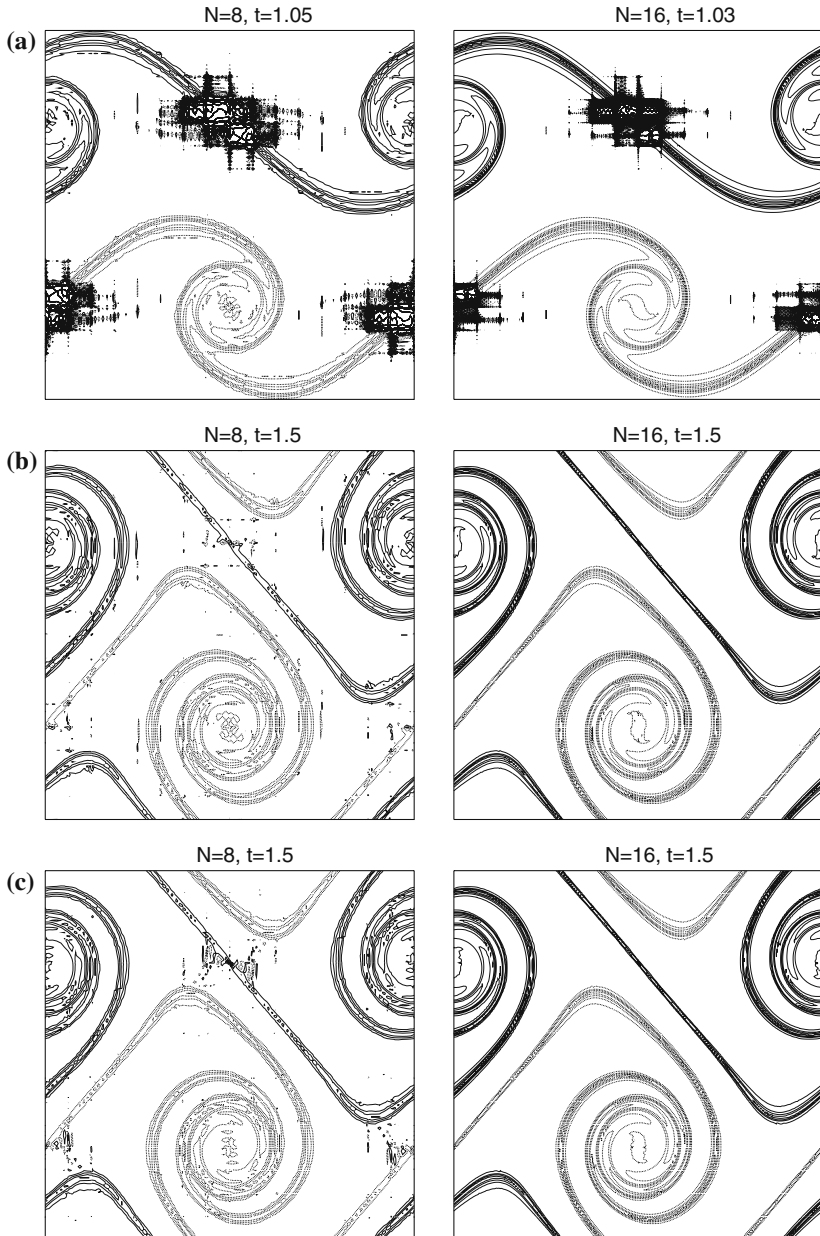 N=8, t=1.05
N=16, t=1.03
(a)
N=8, t=1.5
N=16, t=1.5
(b)
N=8, t=1.5
N=16, t=1.5
(c)